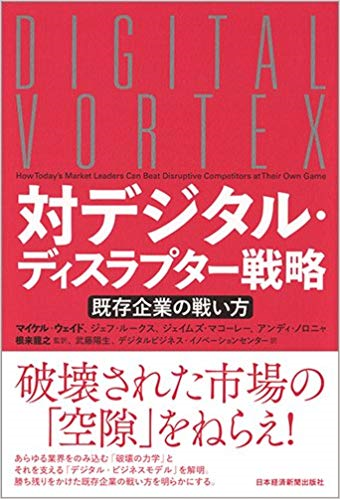 DIGITAL
VORTEX
How Today's Market Leaders Can Beat Disruptive Competitors at Their Own Game
対デジタル・
ディスラプター戦略
既存企業の戦い方
マイケル・ウェイド、ジェフ・ルークス、ジェイムズ・マコーレー、アンディ・ノロニャ
根来龍之 監訳、武藤陽生、デジタルビジネス・イノベーションセンター 訳
破壊された市場の
「空隙」をねらえ!
あらゆる業界をのみ込む「破壊の力学」と
それを支える「デジタル・ビジネスモデル」を解明。
勝ち残りをかけた既存企業の戦い方を明らかにする。
日本経済新聞出版社